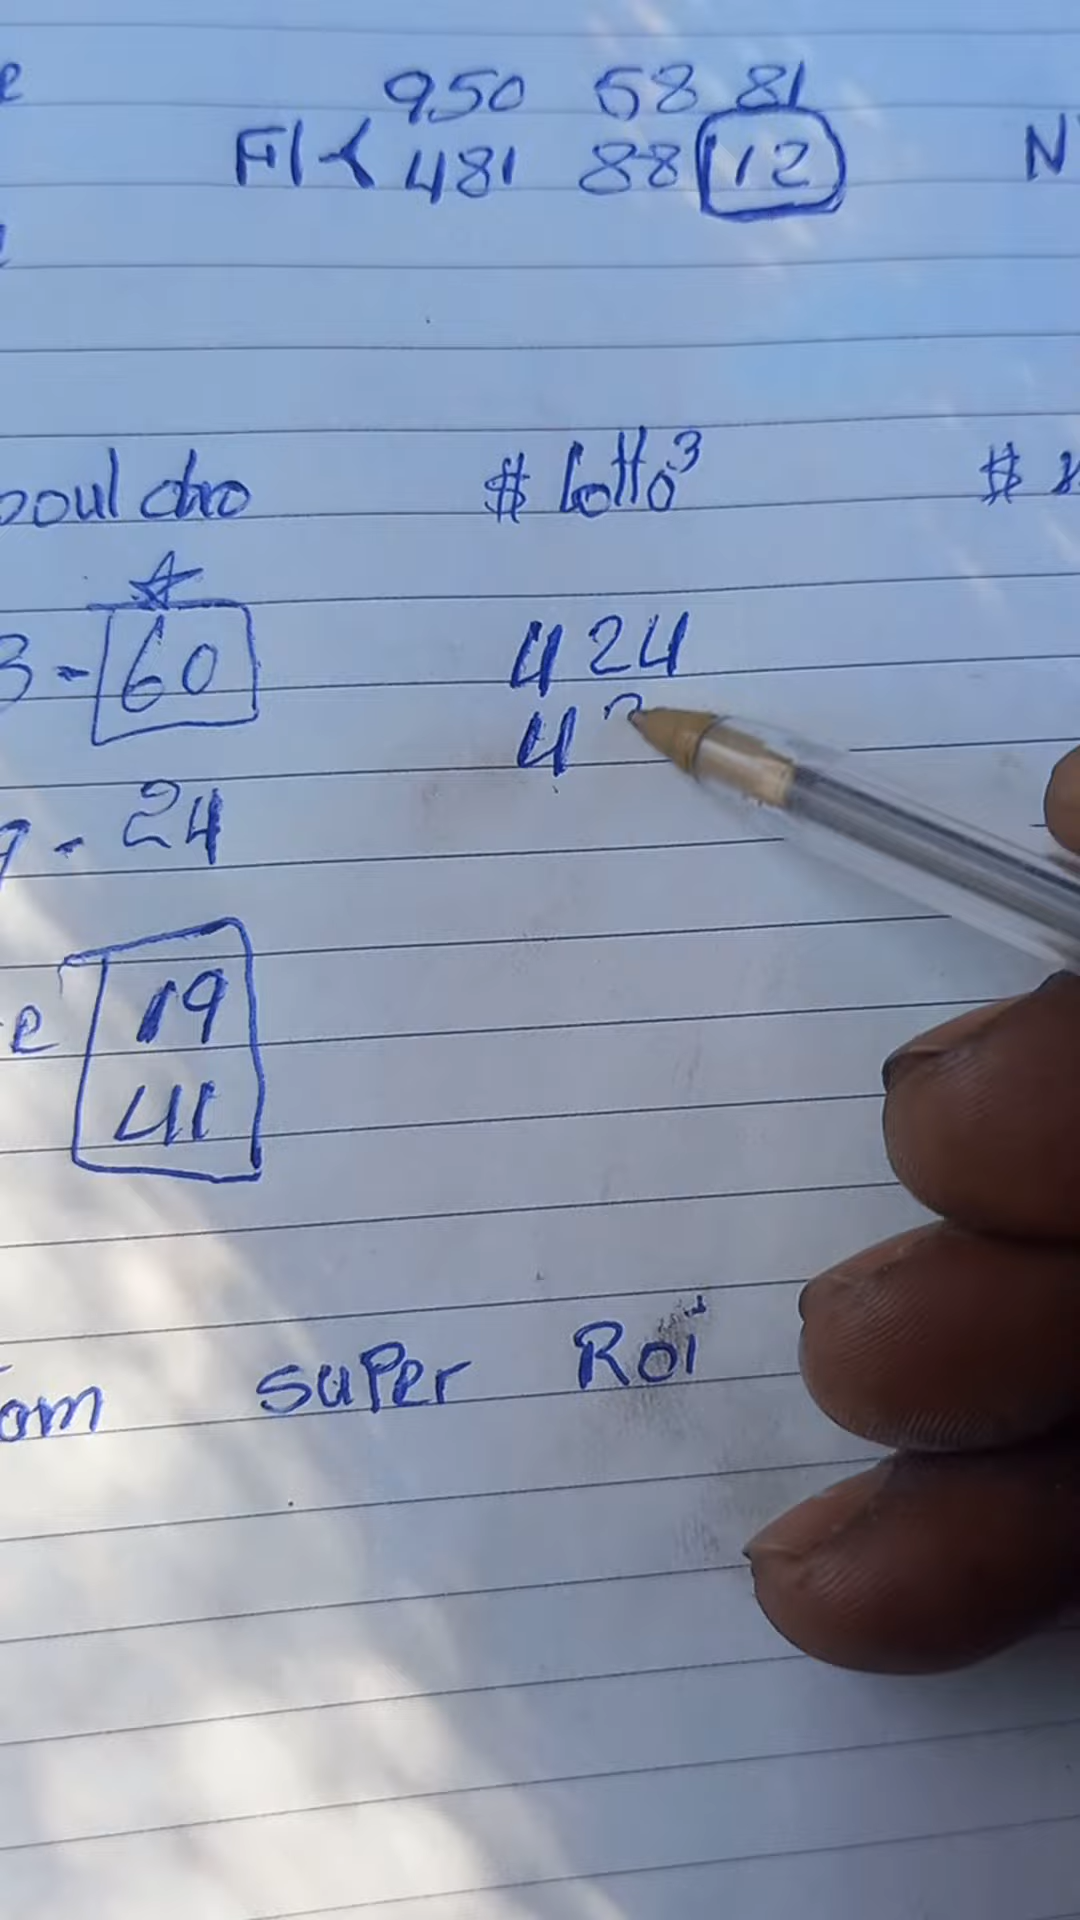 950 58 81
FL 481 88 12 N
boul cho $ lotto3 $
3-60 424
4
9-24
e 19
41
om super Roi